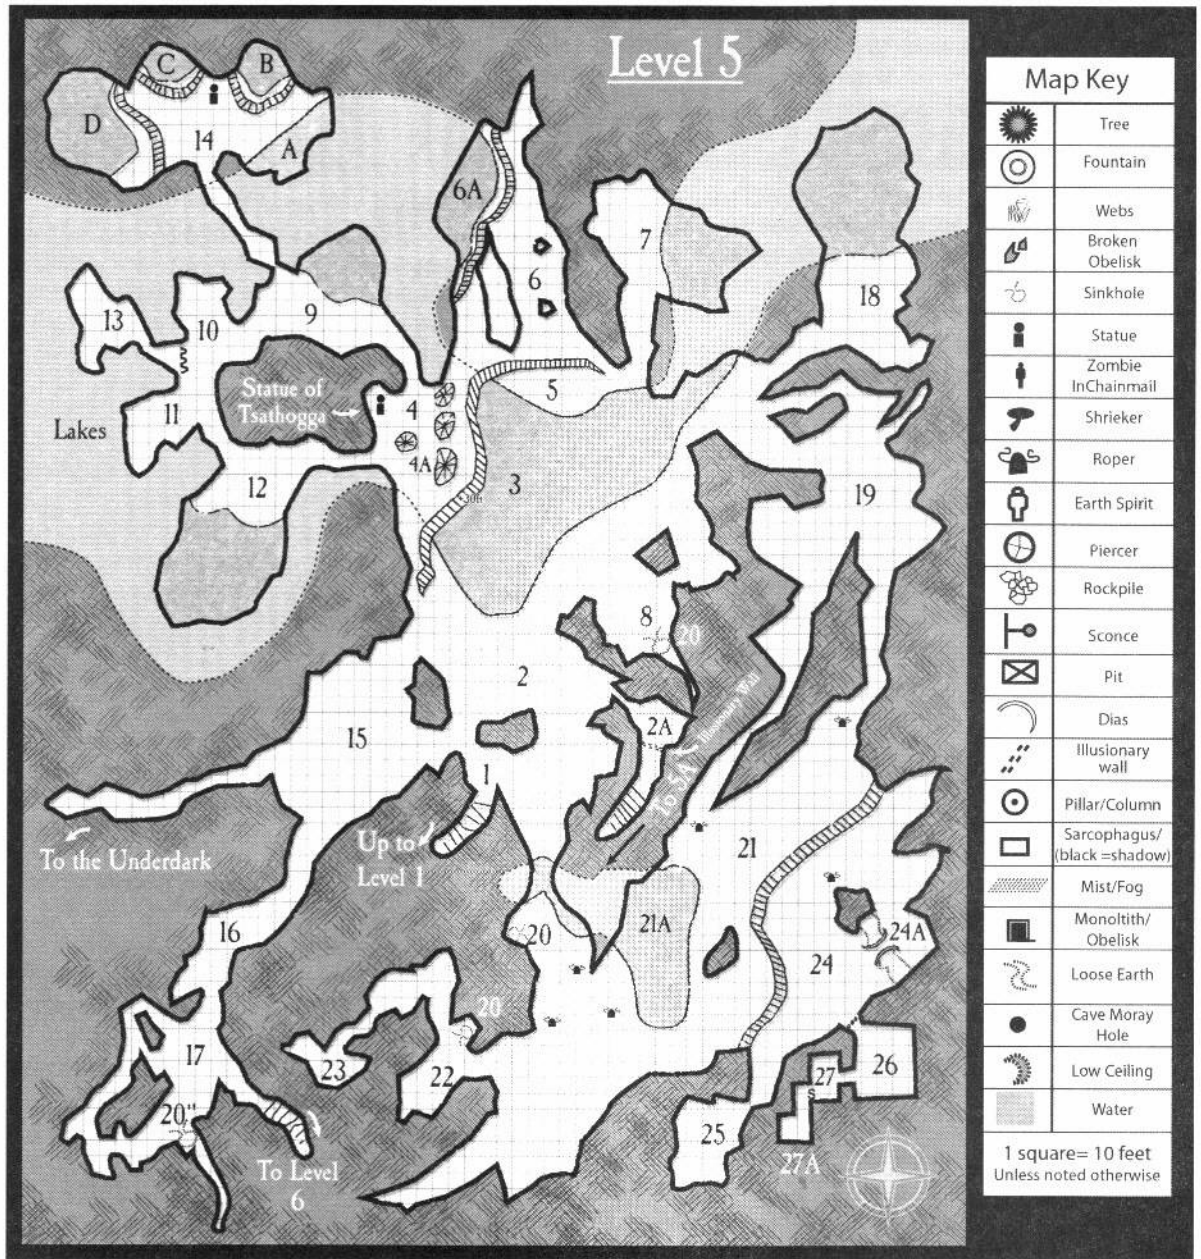 Level 5
C
B
D
14
A
6A
7
6
18
13
10
9
Statue of
Tsathogga
5
4
11
Lakes
4A
3
19
12
30ft
8
20
2
2A
Illusionary Wall
15
To 5A
1
To the Underdark
Up to
Level 1
21
16
20
21A
24A
24
20
17
23
22
27
26
S
20"
25
27A
To Level
6
Map Key
Tree
Fountain
Webs
Broken
Obelisk
Sinkhole
Statue
Zombie
InChainmail
Shrieker
Roper
Earth Spirit
Piercer
Rockpile
Sconce
Pit
Dias
Illusionary
wall
Pillar/Column
Sarcophagus/
(black =shadow)
Mist/Fog
Monoltith/
Obelisk
Loose Earth
Cave Moray
Hole
Low Ceiling
Water
1 square= 10 feet
Unless noted otherwise